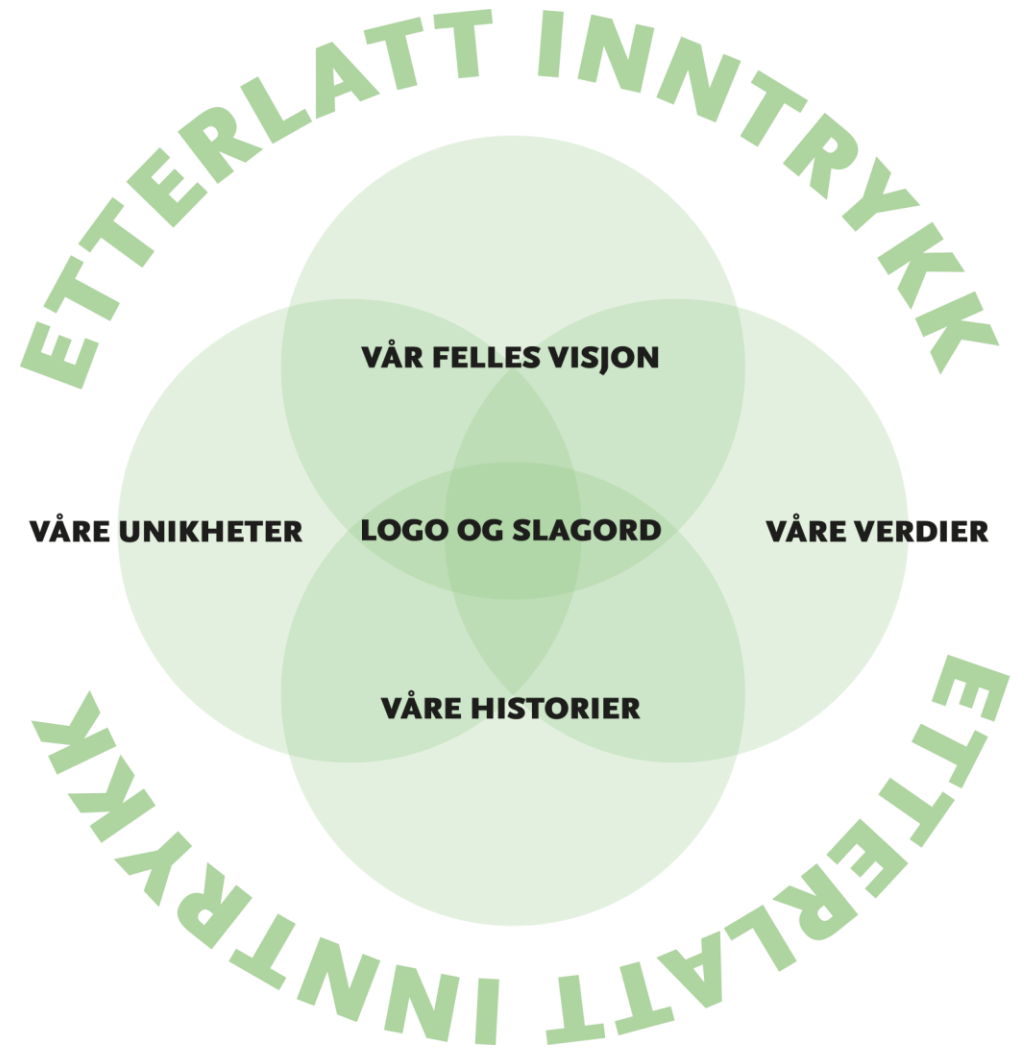 ETTERLATT INNTRYKK
VÅR FELLES VISJON
VÅRE UNIKHETER
LOGO OG SLAGORD
VÅRE VERDIER
VÅRE HISTORIER
ETTERLATT INNTRYKK